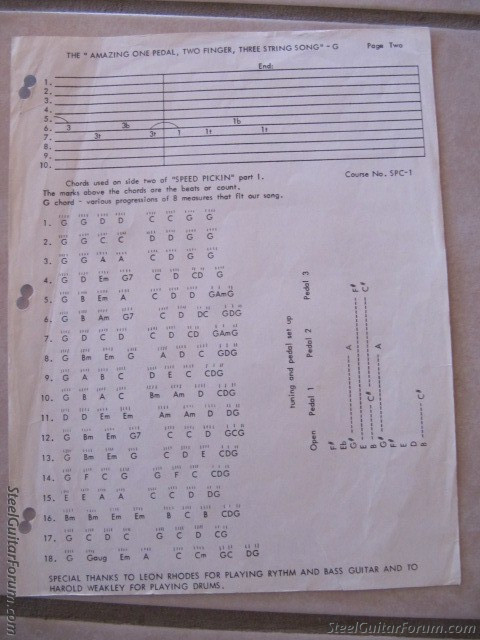 THE "AMAZING ONE PEDAL, TWO FINGER, THREE STRING SONG" - G Page Two
End:
1.
2.
3.
4.
5. 1b
6. 3 3b 1 1t 1t
7. 3t 3t
8.
9.
10.
Chords used on side two of "SPEED PICKIN" part 1. Course No. SPC-1
The marks above the chords are the beats or count.
G chord - various progressions of 8 measures that fit our song.
1. G G D D C C G G
2. G G C C D D G G
3. G G A A C D G G
4. G D Em G7 C D CD G
5. G B Em A C D D GAmG
6. G B Am G7 C D DC GDG
7. G D C D C D CD GAmG
8. G Bm Em G A D C GDG
9. G A B C D E C CDG
10. G B A C Bm Am D CDG
11. D D Em Em Am Am D DG
12. G Bm Em G7 C C D GCG
13. G Bm Em G C D E CDG
14. G F C G G F C CDG
15. E E A A C C D DG
16. Bm Bm Em Em B C B CDG
17. G C D C G C D CG
18. G Gaug Em A C Cm GC DG
SPECIAL THANKS TO LEON RHODES FOR PLAYING RYTHM AND BASS GUITAR AND TO
HAROLD WEAKLEY FOR PLAYING DRUMS.
tuning and pedal set up
Open Pedal 1 Pedal 2 Pedal 3
F#
Eb F#
G# A
E C#
B C#
G# A
F#
E
D
B C#
SteelGuitarForum.com
SteelGuitarForum.com